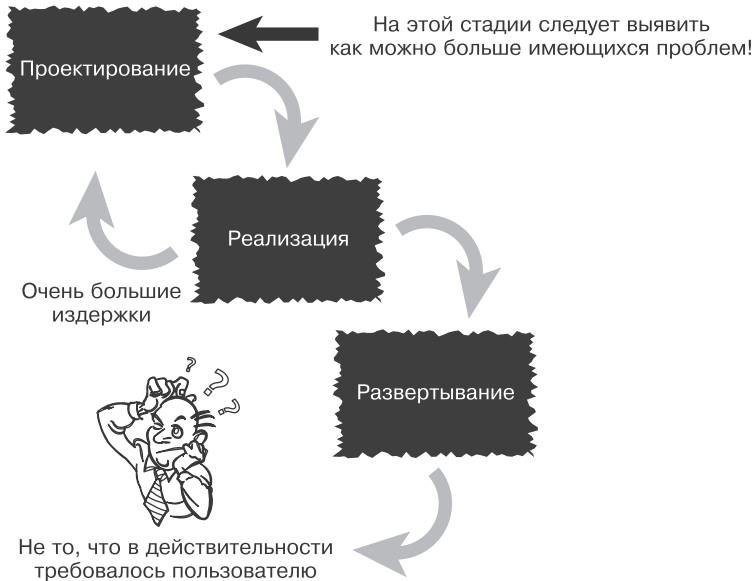 На этой стадии следует выявить
как можно больше имеющихся проблем!
Проектирование
Реализация
Очень большие
издержки
Развертывание
? ? ?
Не то, что в действительности
требовалось пользователю